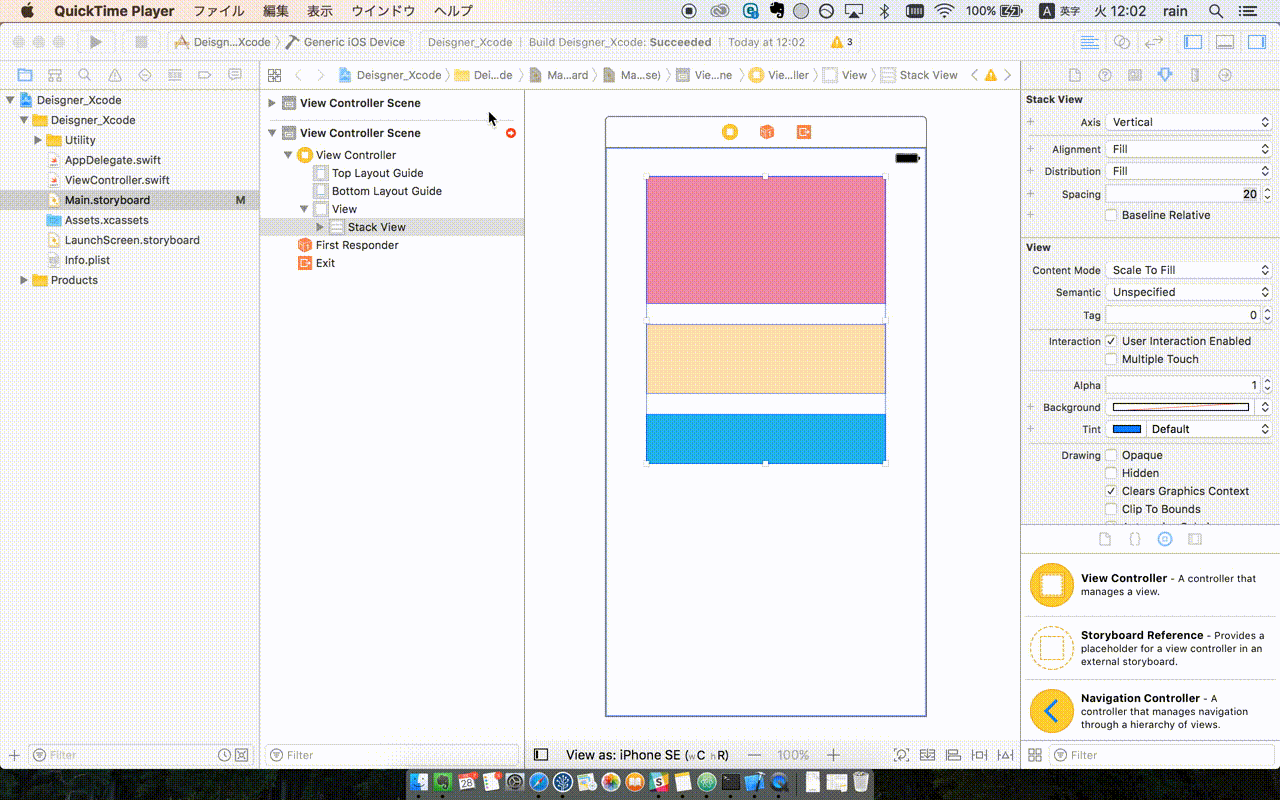 QuickTime Player ファイル 編集 表示 ウインドウ ヘルプ 100% A 英字 火 12:02 rain
Deisgn...Xcode 〉 Generic iOS Device Deisgner_Xcode | Build Deisgner_Xcode: Succeeded | Today at 12:02 3
Deisgner_Xcode 〉 Dei...de 〉 Ma...ard 〉 Ma...se) 〉 Vie...ne 〉 Vie...ller 〉 View 〉 Stack View
Deisgner_Xcode
Deisgner_Xcode
Utility
AppDelegate.swift
ViewController.swift
Main.storyboard M
Assets.xcassets
LaunchScreen.storyboard
Info.plist
Products
Filter
View Controller Scene
View Controller Scene
View Controller
Top Layout Guide
Bottom Layout Guide
View
Stack View
First Responder
Exit
Filter
View as: iPhone SE (wC hR) — 100% +
Stack View
Axis Vertical
Alignment Fill
Distribution Fill
Spacing 20
Baseline Relative
View
Content Mode Scale To Fill
Semantic Unspecified
Tag 0
Interaction User Interaction Enabled
Multiple Touch
Alpha 1
Background
Tint Default
Drawing Opaque
Hidden
Clears Graphics Context
Clip To Bounds
View Controller - A controller that
manages a view.
Storyboard Reference - Provides a
placeholder for a view controller in an
external storyboard.
Navigation Controller - A
controller that manages navigation
through a hierarchy of views.
Filter
28